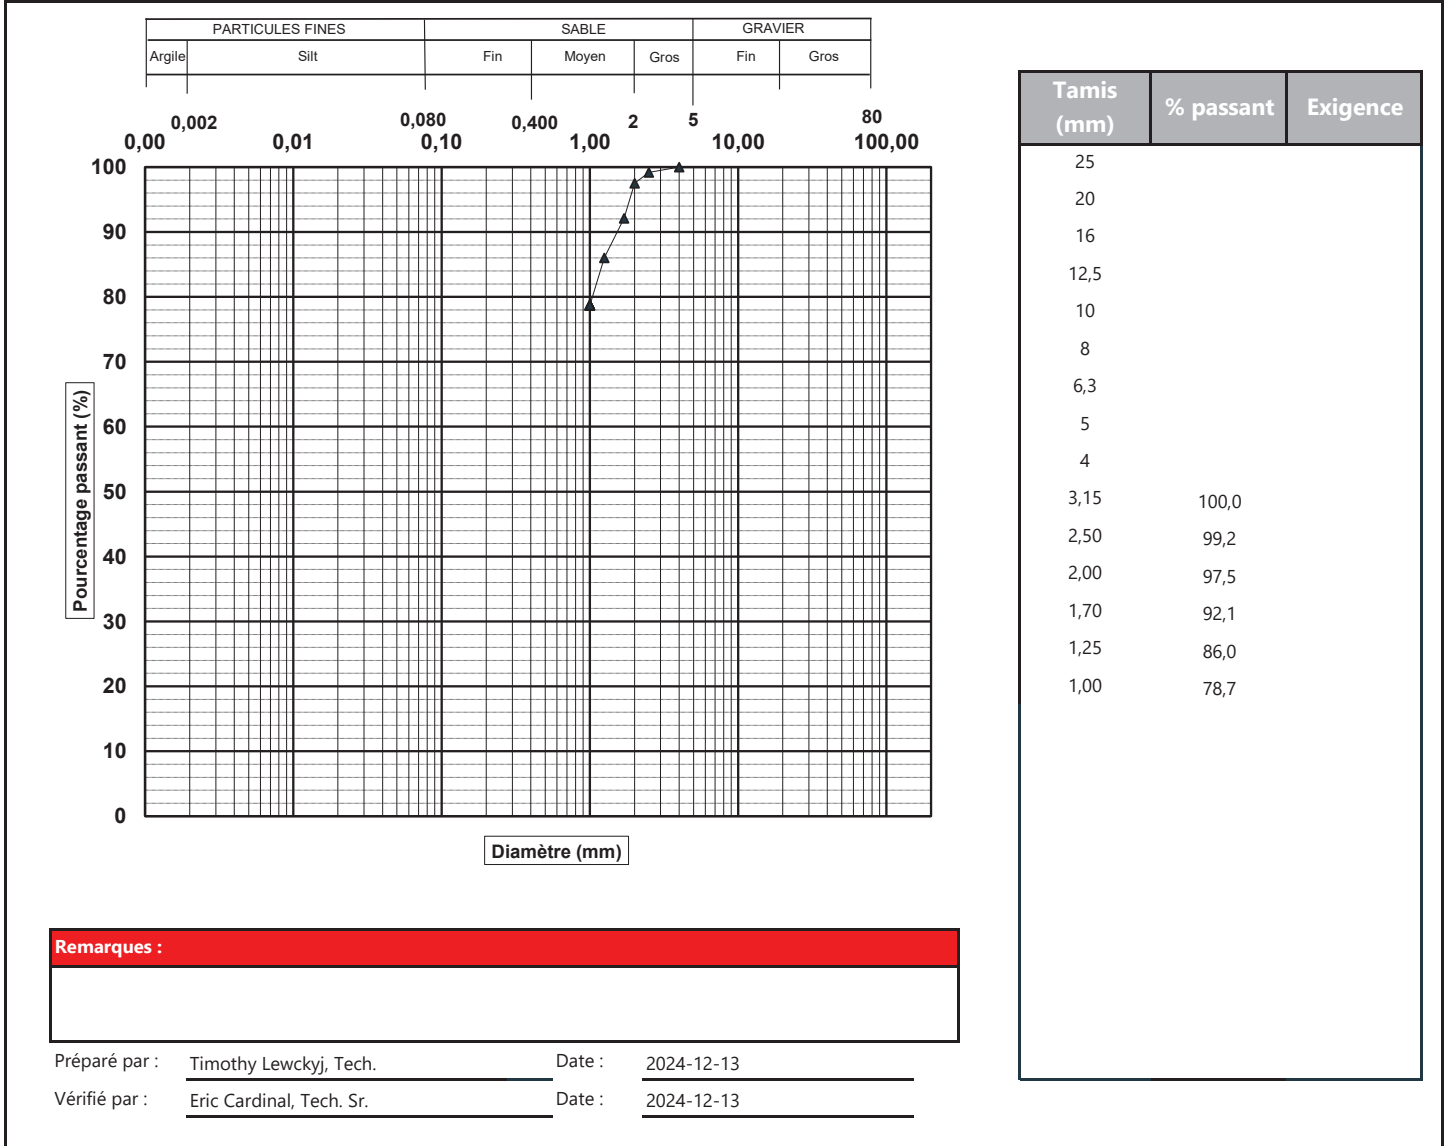 PARTICULES FINES SABLE GRAVIER
Argile Silt Fin Moyen Gros Fin Gros
0,002 0,080 0,400 2 5 80
0,00 0,01 0,10 1,00 10,00 100,00
100
90
80
70
60
50
40
30
20
10
0
Pourcentage passant (%)
Diamètre (mm)
Tamis (mm) % passant Exigence
25
20
16
12,5
10
8
6,3
5
4
3,15 100,0
2,50 99,2
2,00 97,5
1,70 92,1
1,25 86,0
1,00 78,7
Remarques :
Préparé par : Timothy Lewckyj, Tech. Date : 2024-12-13
Vérifié par : Eric Cardinal, Tech. Sr. Date : 2024-12-13